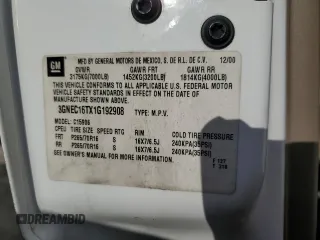 GM
MFD BY GENERAL MOTORS DE MEXICO, S. DE R.L. DE C.V. 12/00
GVWR GAWR FRT GAWR RR
3175KG(7000LB) 1452KG(3200LB) 1814KG(4000LB)
THIS VEHICLE CONFORMS TO ALL APPLICABLE U.S. FEDERAL MOTOR
VEHICLE SAFETY STANDARDS IN EFFECT ON THE DATE OF
MANUFACTURE SHOWN ABOVE.
3GNEC16TX1G192908 TYPE: M.P.V.
MODEL: C15906
TIRE SIZE SPEED RTG RIM COLD TIRE PRESSURE
FRT P265/70R16 S 16X7/6.5J 240KPA(35PSI)
RR P265/70R16 S 16X7/6.5J 240KPA(35PSI)
SEE OWNER'S MANUAL FOR MORE INFORMATION.
DREAMBID